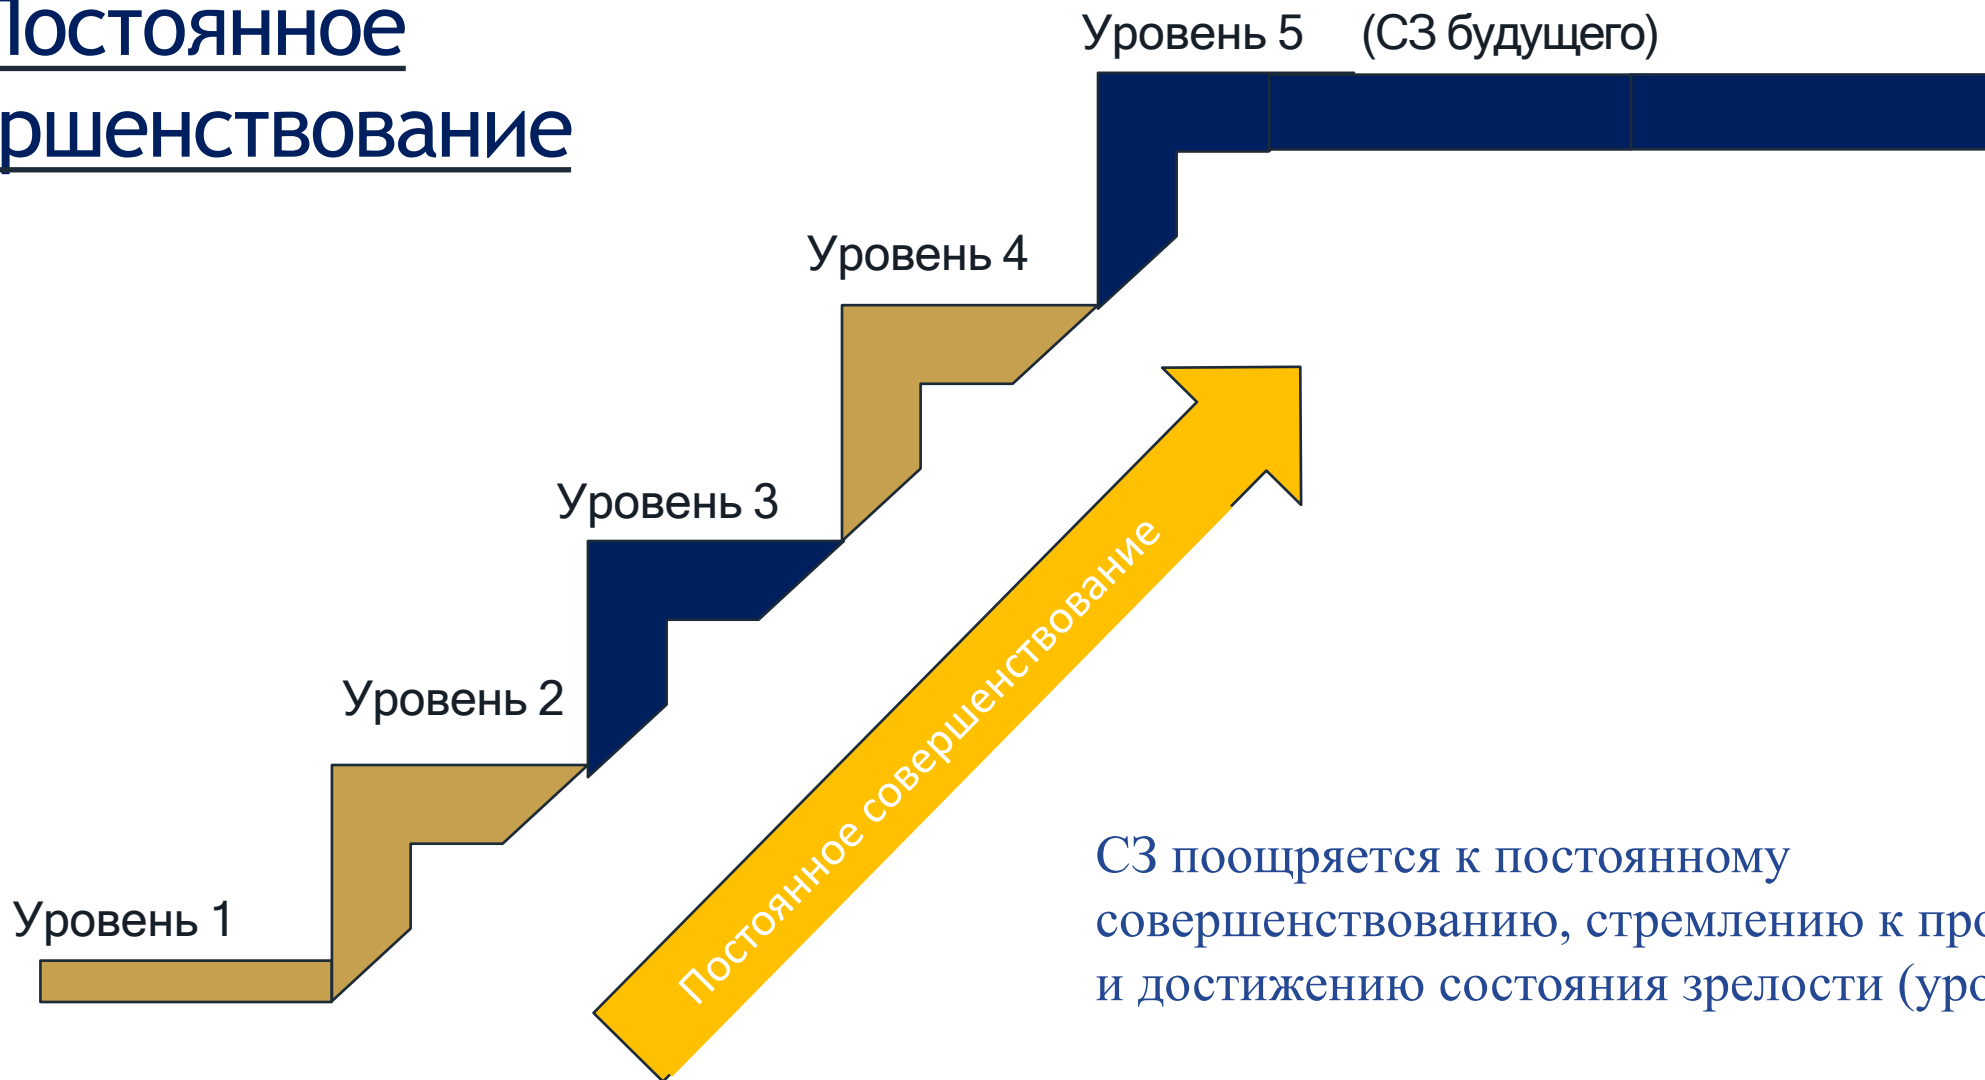 Постоянное
ршенствование
Уровень 5 (СЗ будущего)
Уровень 4
Уровень 3
Уровень 2
Уровень 1
Постоянное совершенствование
СЗ поощряется к постоянному
совершенствованию, стремлению к про
и достижению состояния зрелости (уро